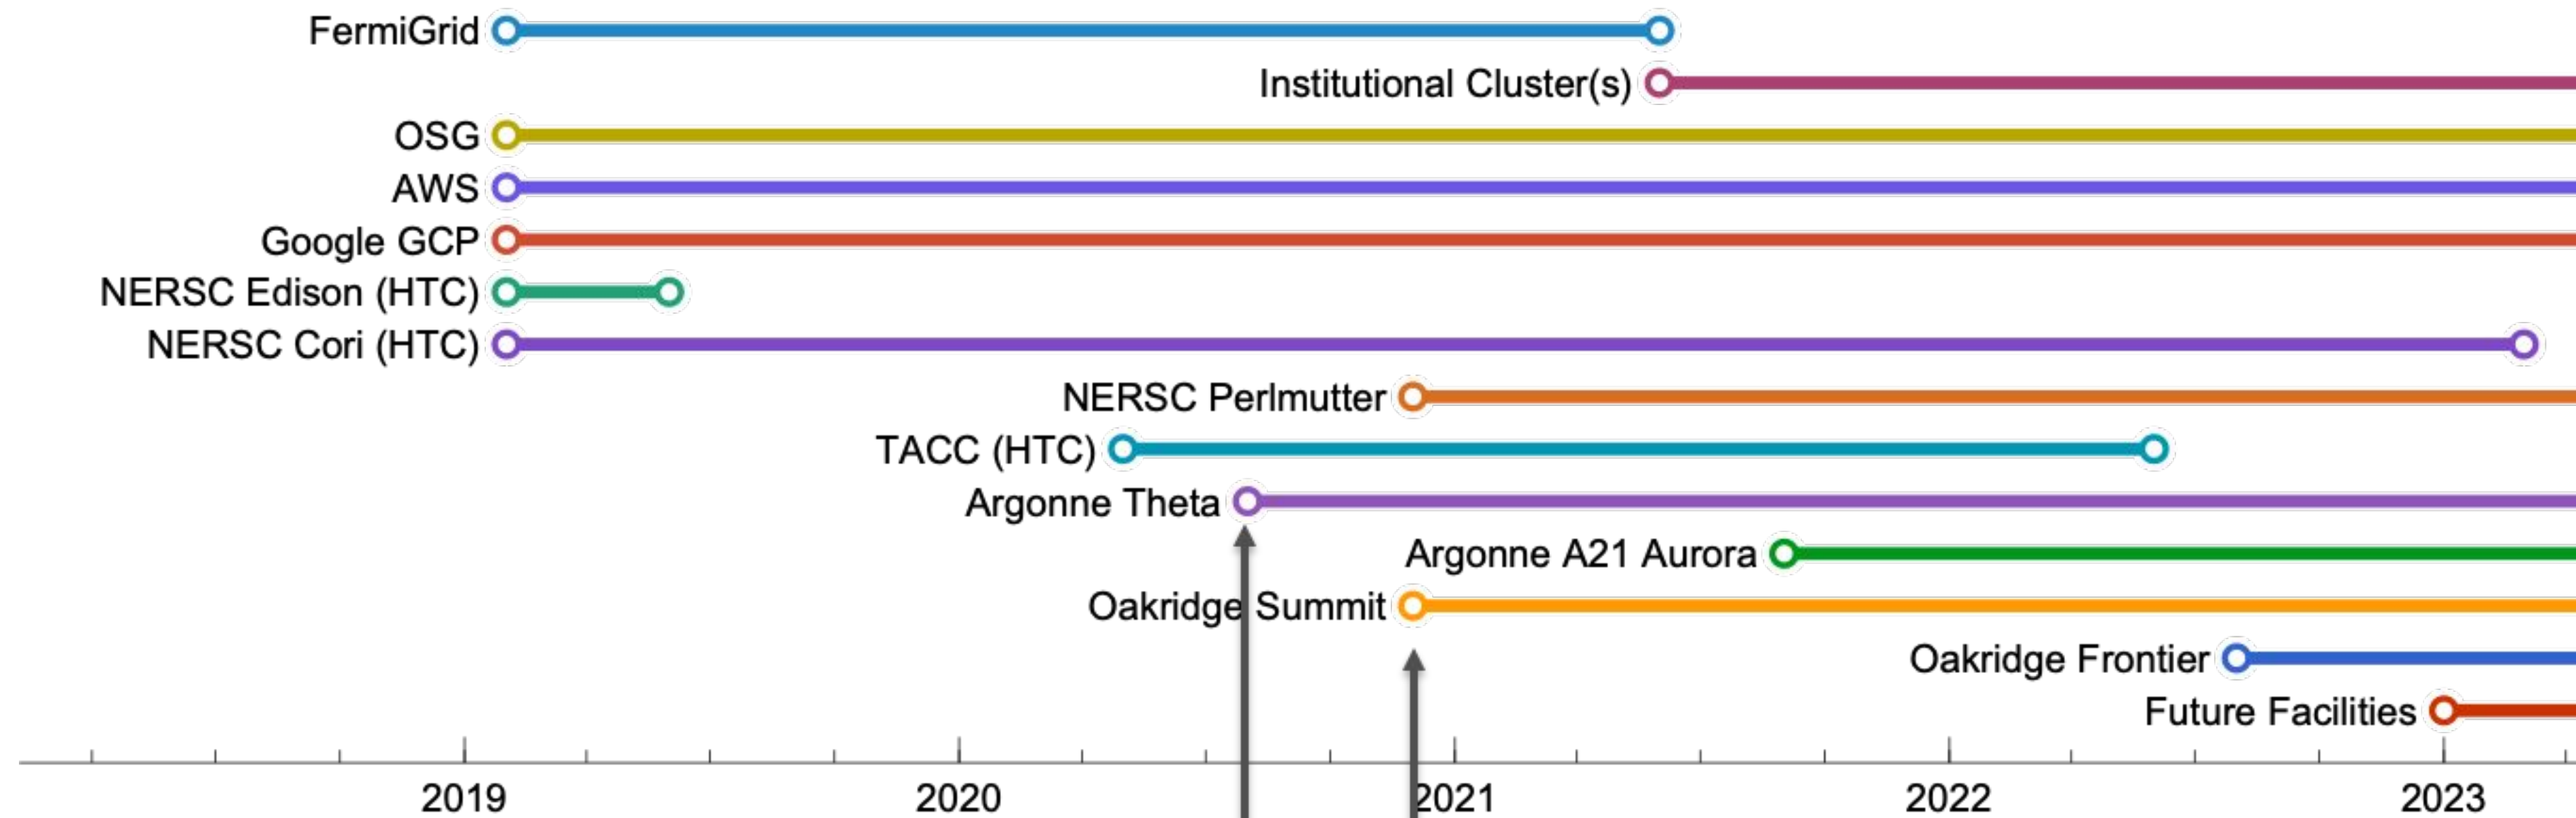 FermiGrid
Institutional Cluster(s)
OSG
AWS
Google GCP
NERSC Edison (HTC)
NERSC Cori (HTC)
NERSC Perlmutter
TACC (HTC)
Argonne Theta
Argonne A21 Aurora
Oakridge Summit
Oakridge Frontier
Future Facilities
2019 2020 2021 2022 2023